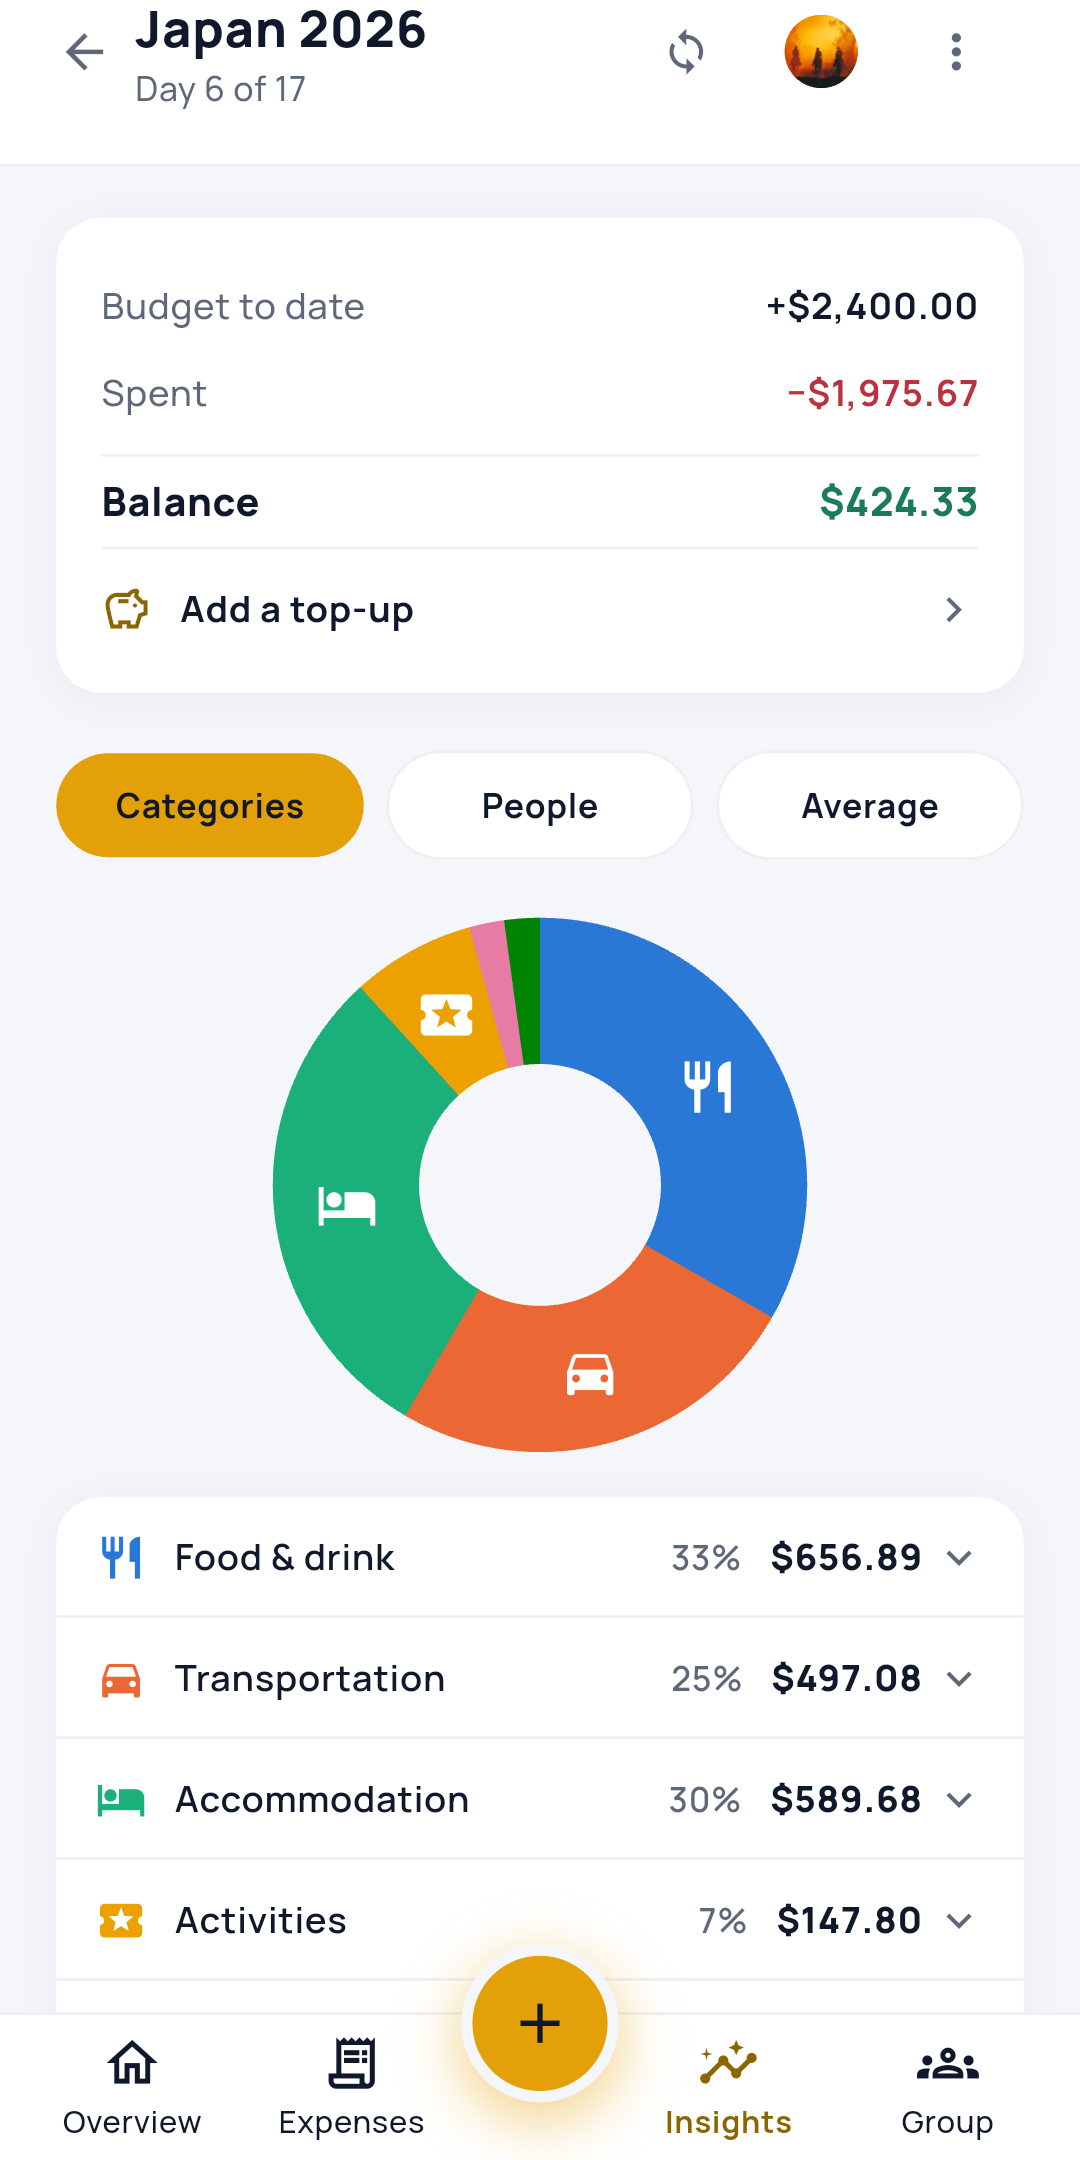 Japan 2026
Day 6 of 17
Budget to date +$2,400.00
Spent −$1,975.67
Balance $424.33
Add a top-up
Categories People Average
Food & drink 33% $656.89
Transportation 25% $497.08
Accommodation 30% $589.68
Activities 7% $147.80
Overview Expenses Insights Group